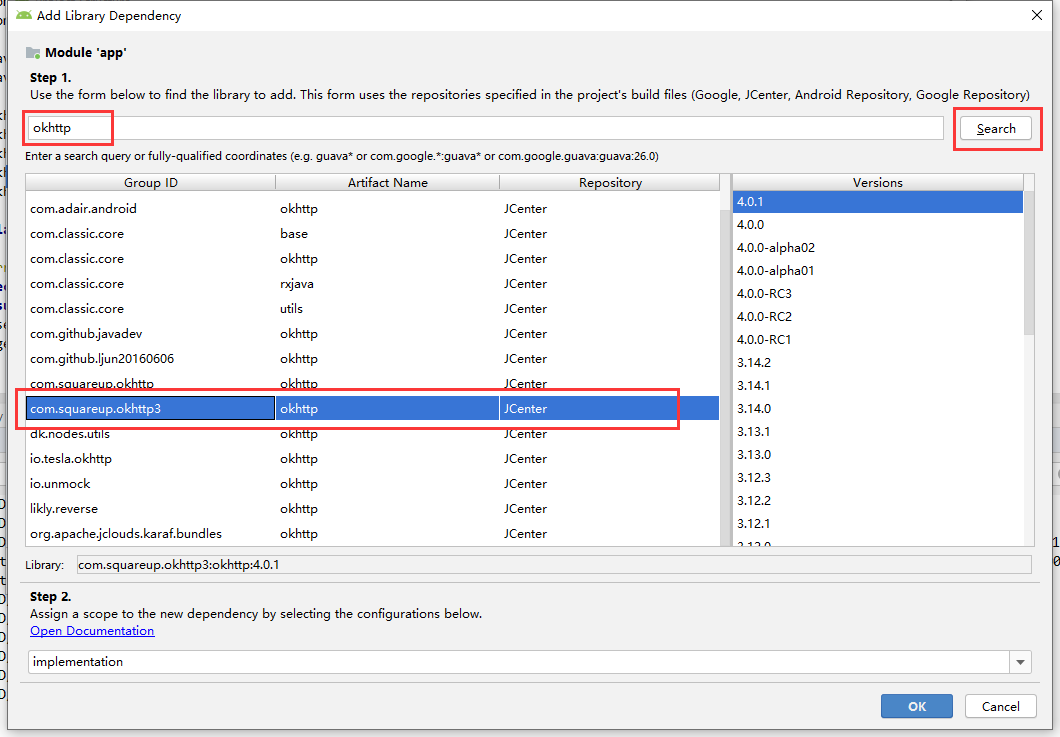 Add Library Dependency
Module 'app'
Step 1.
Use the form below to find the library to add. This form uses the repositories specified in the project's build files (Google, JCenter, Android Repository, Google Repository)
okhttp
Search
Enter a search query or fully-qualified coordinates (e.g. guava* or com.google.*:guava* or com.google.guava:guava:26.0)
Group ID Artifact Name Repository Versions
com.adair.android okhttp JCenter
com.classic.core base JCenter
com.classic.core okhttp JCenter
com.classic.core rxjava JCenter
com.classic.core utils JCenter
com.github.javadev okhttp JCenter
com.github.ljun20160606 okhttp JCenter
com.squareup.okhttp okhttp JCenter
com.squareup.okhttp3 okhttp JCenter
dk.nodes.utils okhttp JCenter
io.tesla.okhttp okhttp JCenter
io.unmock okhttp JCenter
likly.reverse okhttp JCenter
org.apache.jclouds.karaf.bundles okhttp JCenter
4.0.1
4.0.0
4.0.0-alpha02
4.0.0-alpha01
4.0.0-RC3
4.0.0-RC2
4.0.0-RC1
3.14.2
3.14.1
3.14.0
3.13.1
3.13.0
3.12.3
3.12.2
3.12.1
3.12.0
Library: com.squareup.okhttp3:okhttp:4.0.1
Step 2.
Assign a scope to the new dependency by selecting the configurations below.
Open Documentation
implementation
OK Cancel